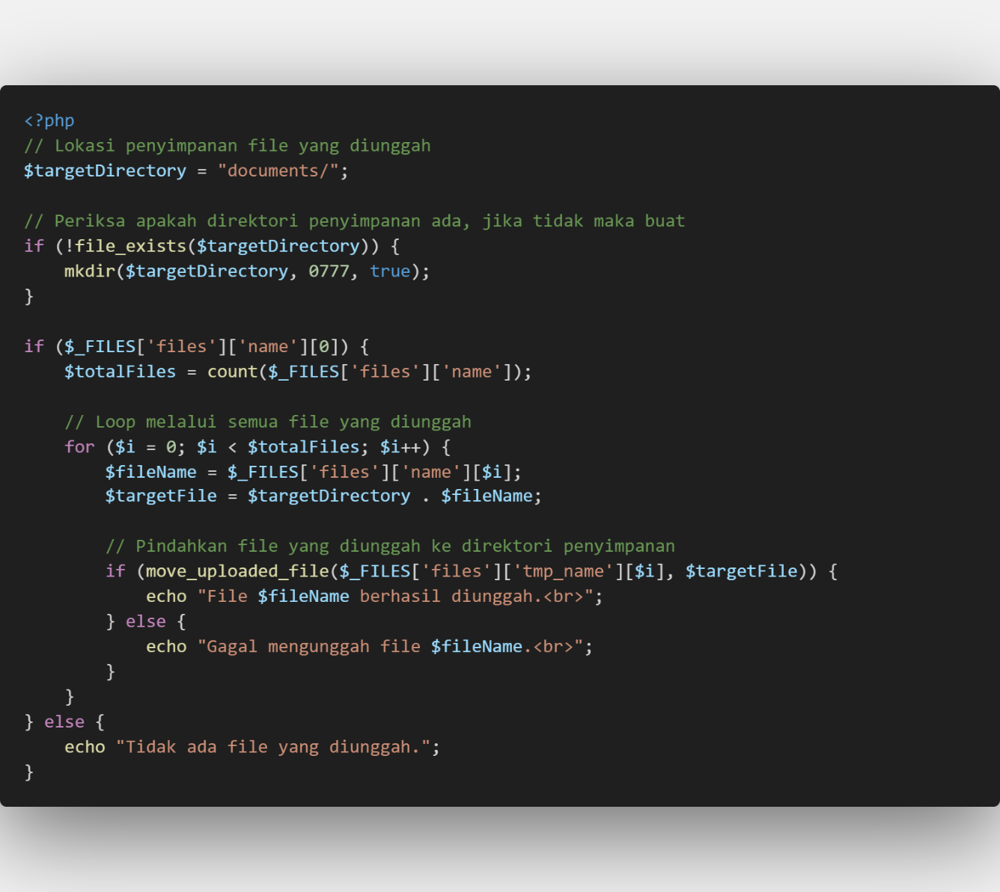 <?php
// Lokasi penyimpanan file yang diunggah
$targetDirectory = "documents/";

// Periksa apakah direktori penyimpanan ada, jika tidak maka buat
if (!file_exists($targetDirectory)) {
    mkdir($targetDirectory, 0777, true);
}

if ($_FILES['files']['name'][0]) {
    $totalFiles = count($_FILES['files']['name']);

    // Loop melalui semua file yang diunggah
    for ($i = 0; $i < $totalFiles; $i++) {
        $fileName = $_FILES['files']['name'][$i];
        $targetFile = $targetDirectory . $fileName;

        // Pindahkan file yang diunggah ke direktori penyimpanan
        if (move_uploaded_file($_FILES['files']['tmp_name'][$i], $targetFile)) {
            echo "File $fileName berhasil diunggah.<br>";
        } else {
            echo "Gagal mengunggah file $fileName.<br>";
        }
    }
} else {
    echo "Tidak ada file yang diunggah.";
}